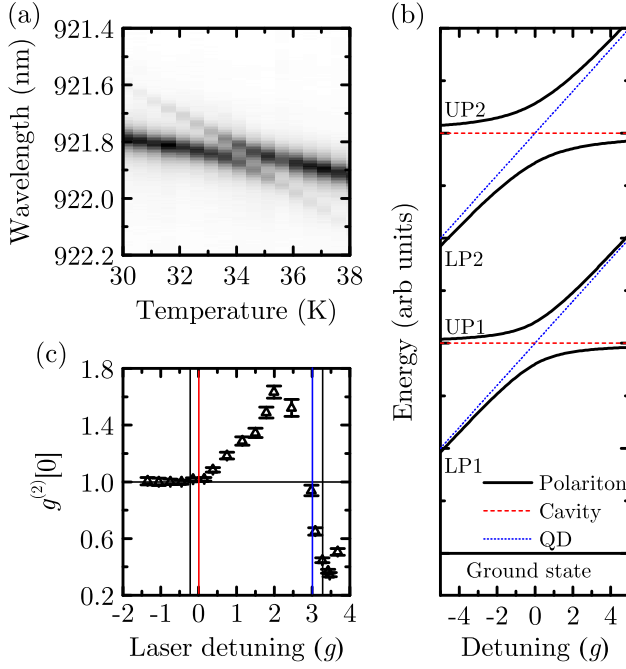 (a)
921.4
921.6
921.8
922.0
922.2
Wavelength (nm)
30 32 34 36 38
Temperature (K)
(b)
UP2
LP2
UP1
LP1
Polariton
Cavity
QD
Ground state
Energy (arb units)
-4 -2 0 2 4
Detuning (g)
(c)
1.8
1.4
1.0
0.6
0.2
g(2)[0]
-2 -1 0 1 2 3 4
Laser detuning (g)